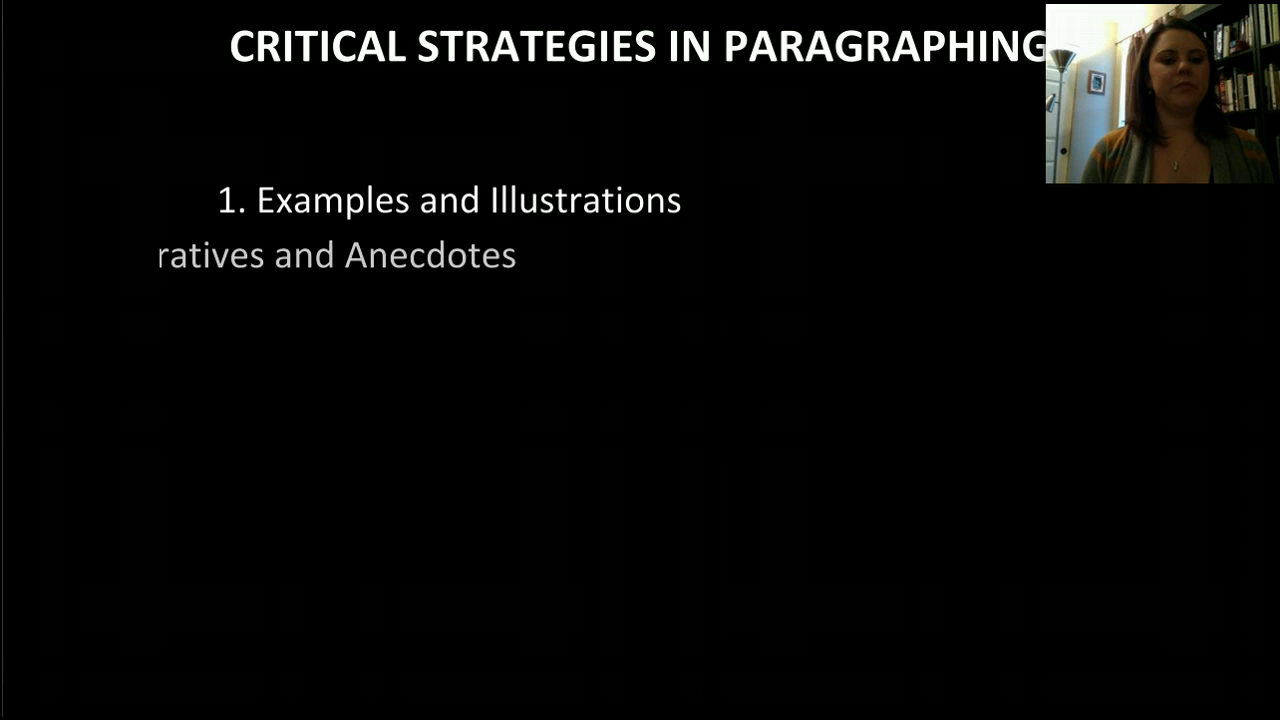 CRITICAL STRATEGIES IN PARAGRAPHING
1. Examples and Illustrations
ratives and Anecdotes